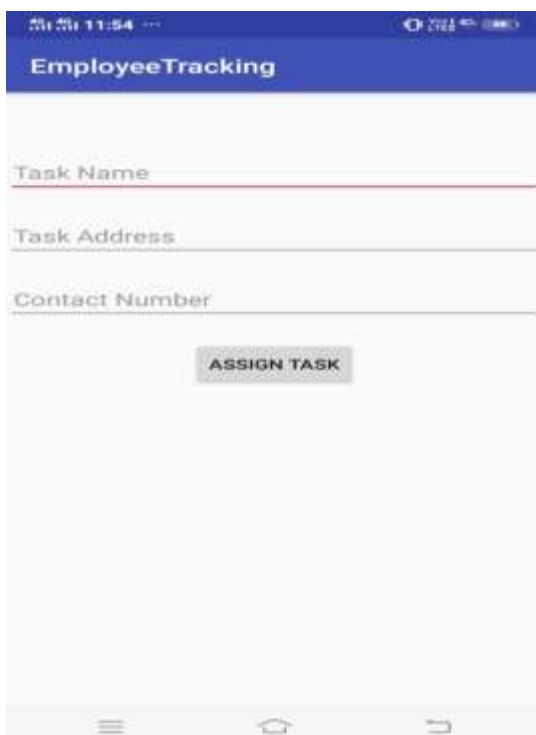 11:54 ...
EmployeeTracking
Task Name
Task Address
Contact Number
ASSIGN TASK